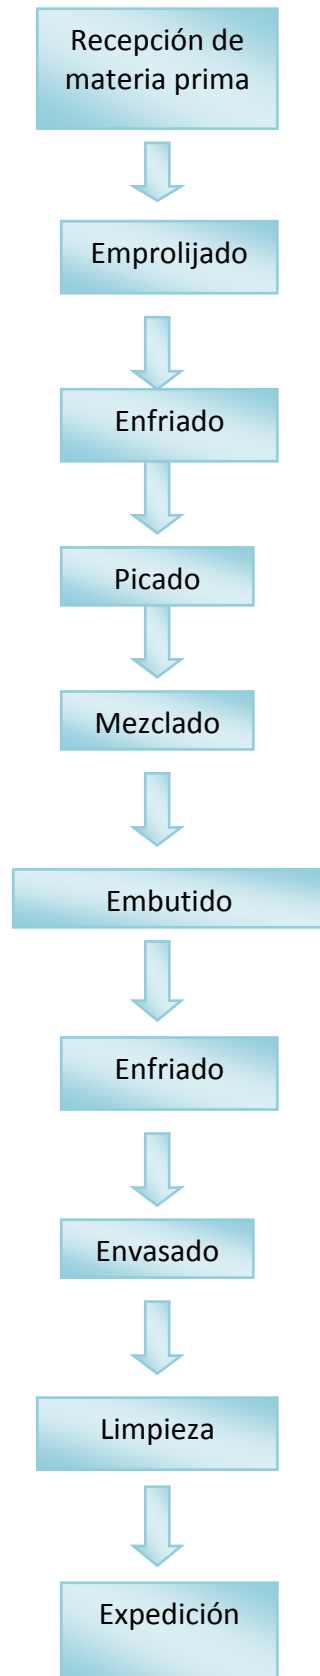 Recepción de
materia prima
Emprolijado
Enfriado
Picado
Mezclado
Embutido
Enfriado
Envasado
Limpieza
Expedición